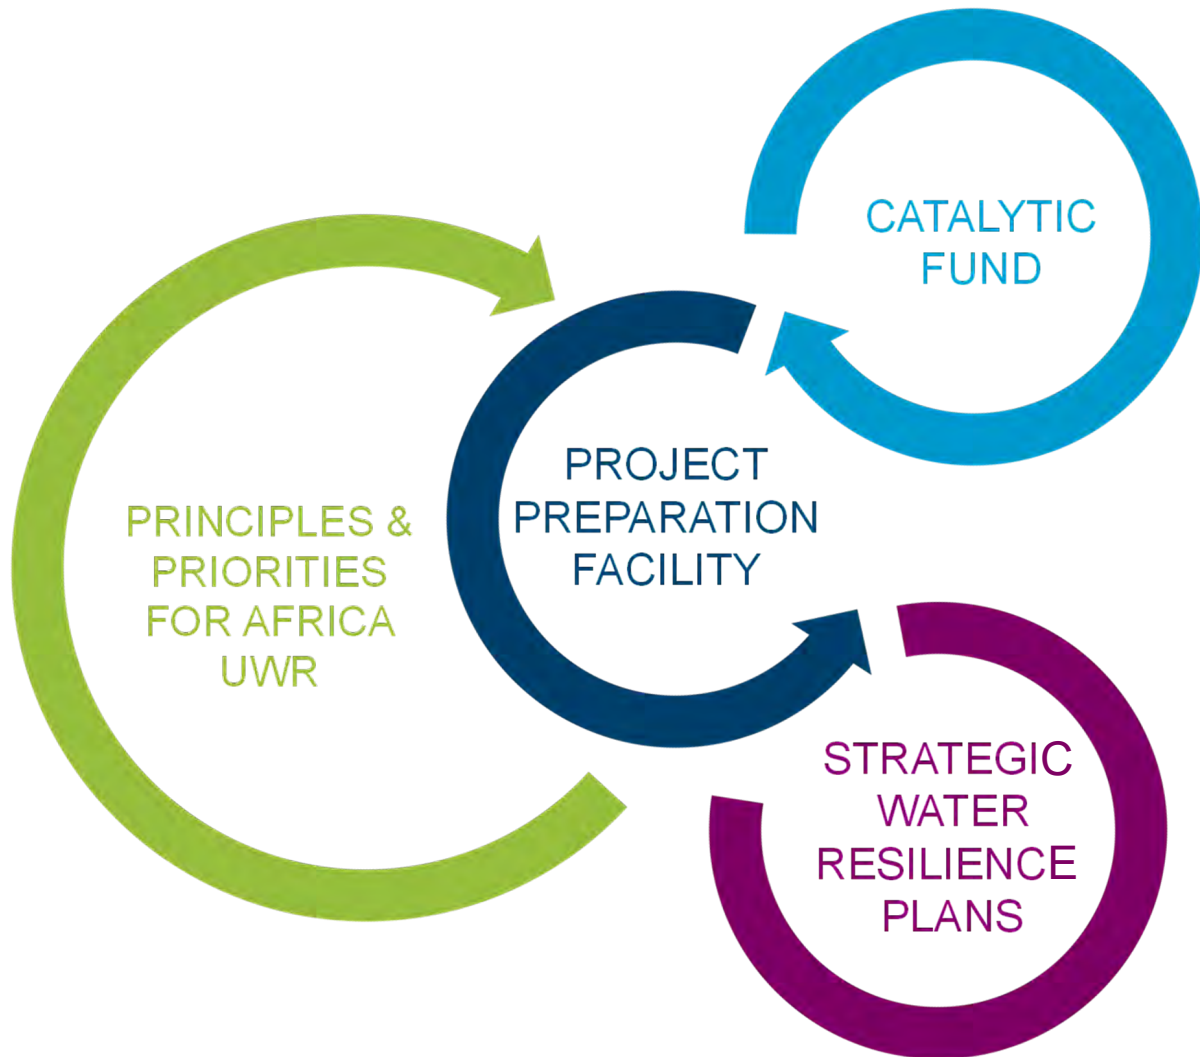 PRINCIPLES &
PRIORITIES
FOR AFRICA
UWR
PROJECT
PREPARATION
FACILITY
CATALYTIC
FUND
STRATEGIC
WATER
RESILIENCE
PLANS